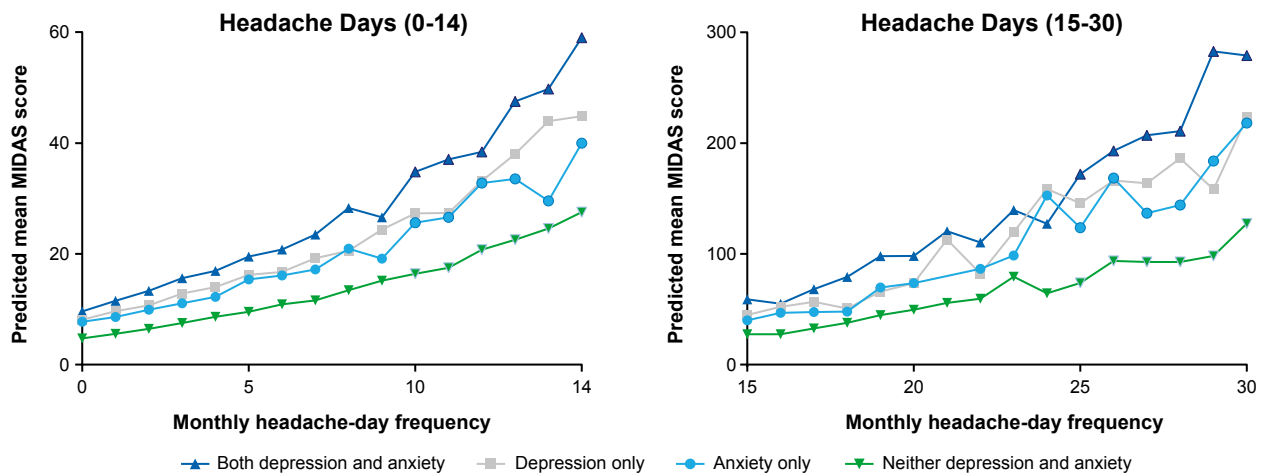 Headache Days (0-14)
60
40
20
0
Predicted mean MIDAS score
0
5
10
14
Monthly headache-day frequency
Headache Days (15-30)
300
200
100
0
Predicted mean MIDAS score
15
20
25
30
Monthly headache-day frequency
Both depression and anxiety
Depression only
Anxiety only
Neither depression and anxiety